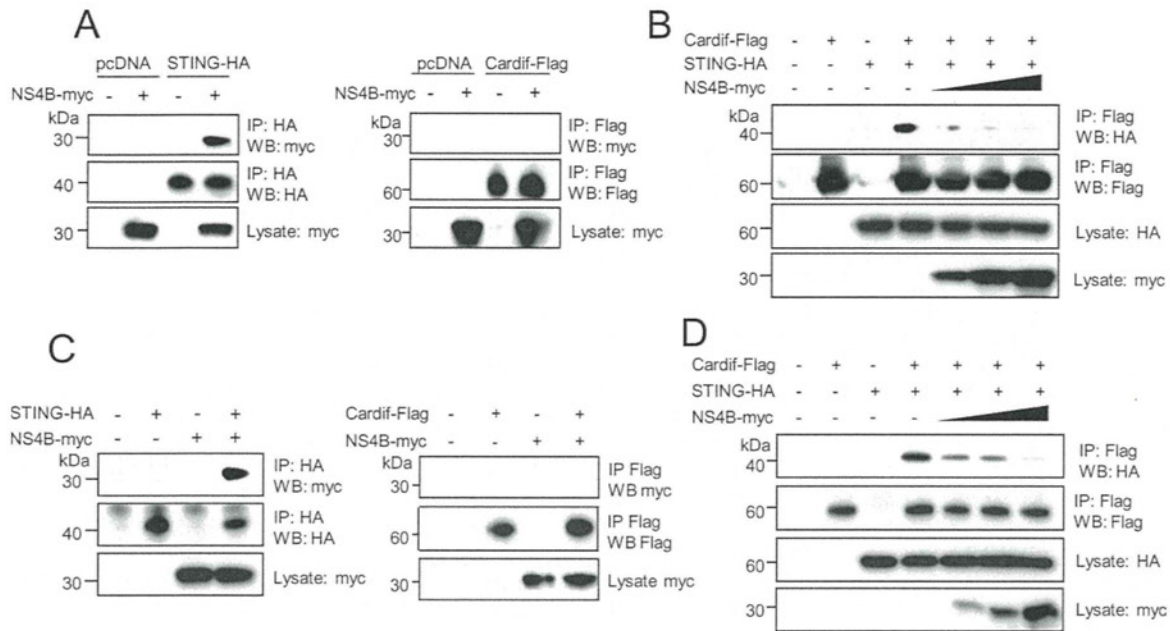 A
pcDNA STING-HA
NS4B-myc - + - +
kDa
30
IP: HA
WB: myc
40
IP: HA
WB: HA
30
Lysate: myc
pcDNA Cardif-Flag
NS4B-myc - + - +
kDa
30
IP: Flag
WB: myc
60
IP: Flag
WB: Flag
30
Lysate: myc
B
Cardif-Flag - + - + + + +
STING-HA - - + + + + +
NS4B-myc - - - -
kDa
40
IP: Flag
WB: HA
60
IP: Flag
WB: Flag
60
Lysate: HA
30
Lysate: myc
C
STING-HA - + - +
NS4B-myc - - + +
kDa
30
IP: HA
WB: myc
40
IP: HA
WB: HA
30
Lysate: myc
Cardif-Flag - + - +
NS4B-myc - - + +
kDa
30
IP Flag
WB myc
60
IP Flag
WB Flag
30
Lysate myc
D
Cardif-Flag - + - + + + +
STING-HA - - + + + + +
NS4B-myc - - - -
kDa
40
IP: Flag
WB: HA
60
IP: Flag
WB: Flag
60
Lysate: HA
30
Lysate: myc